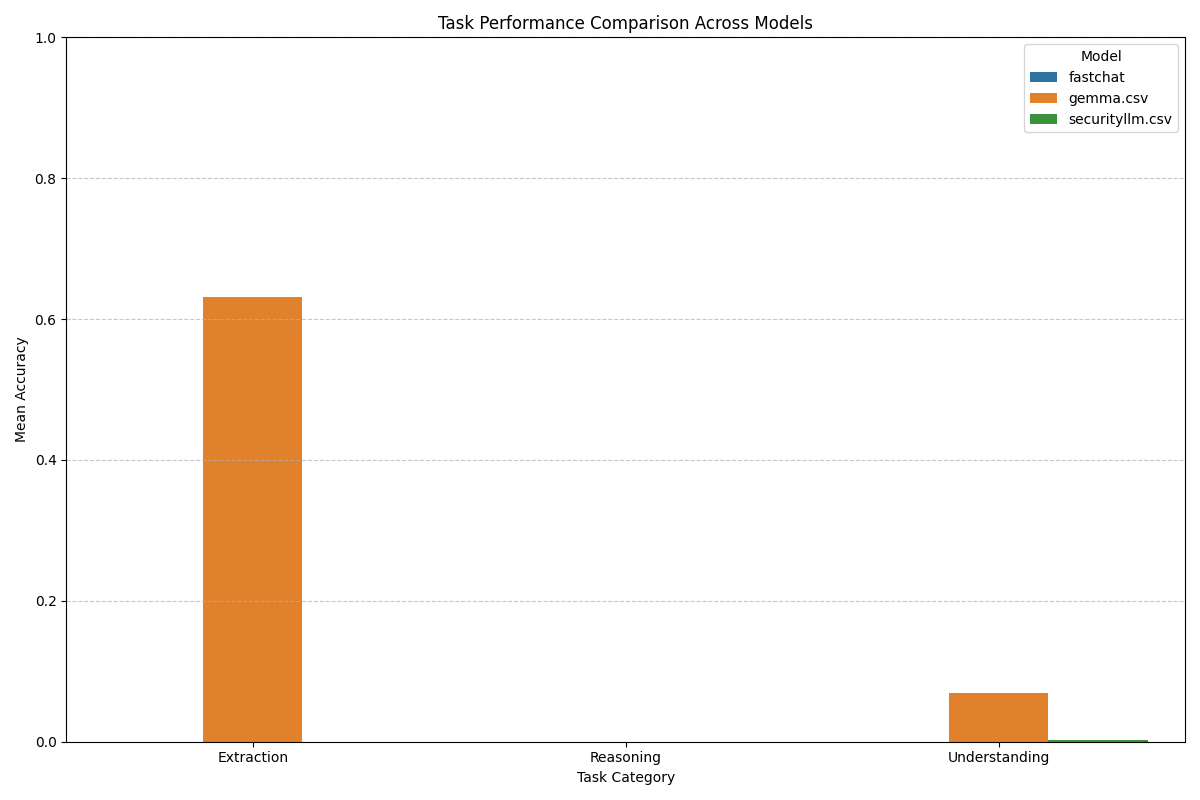 Task Performance Comparison Across Models
Model
fastchat
gemma.csv
securityllm.csv
1.0
0.8
0.6
0.4
0.2
0.0
Mean Accuracy
Extraction
Reasoning
Understanding
Task Category